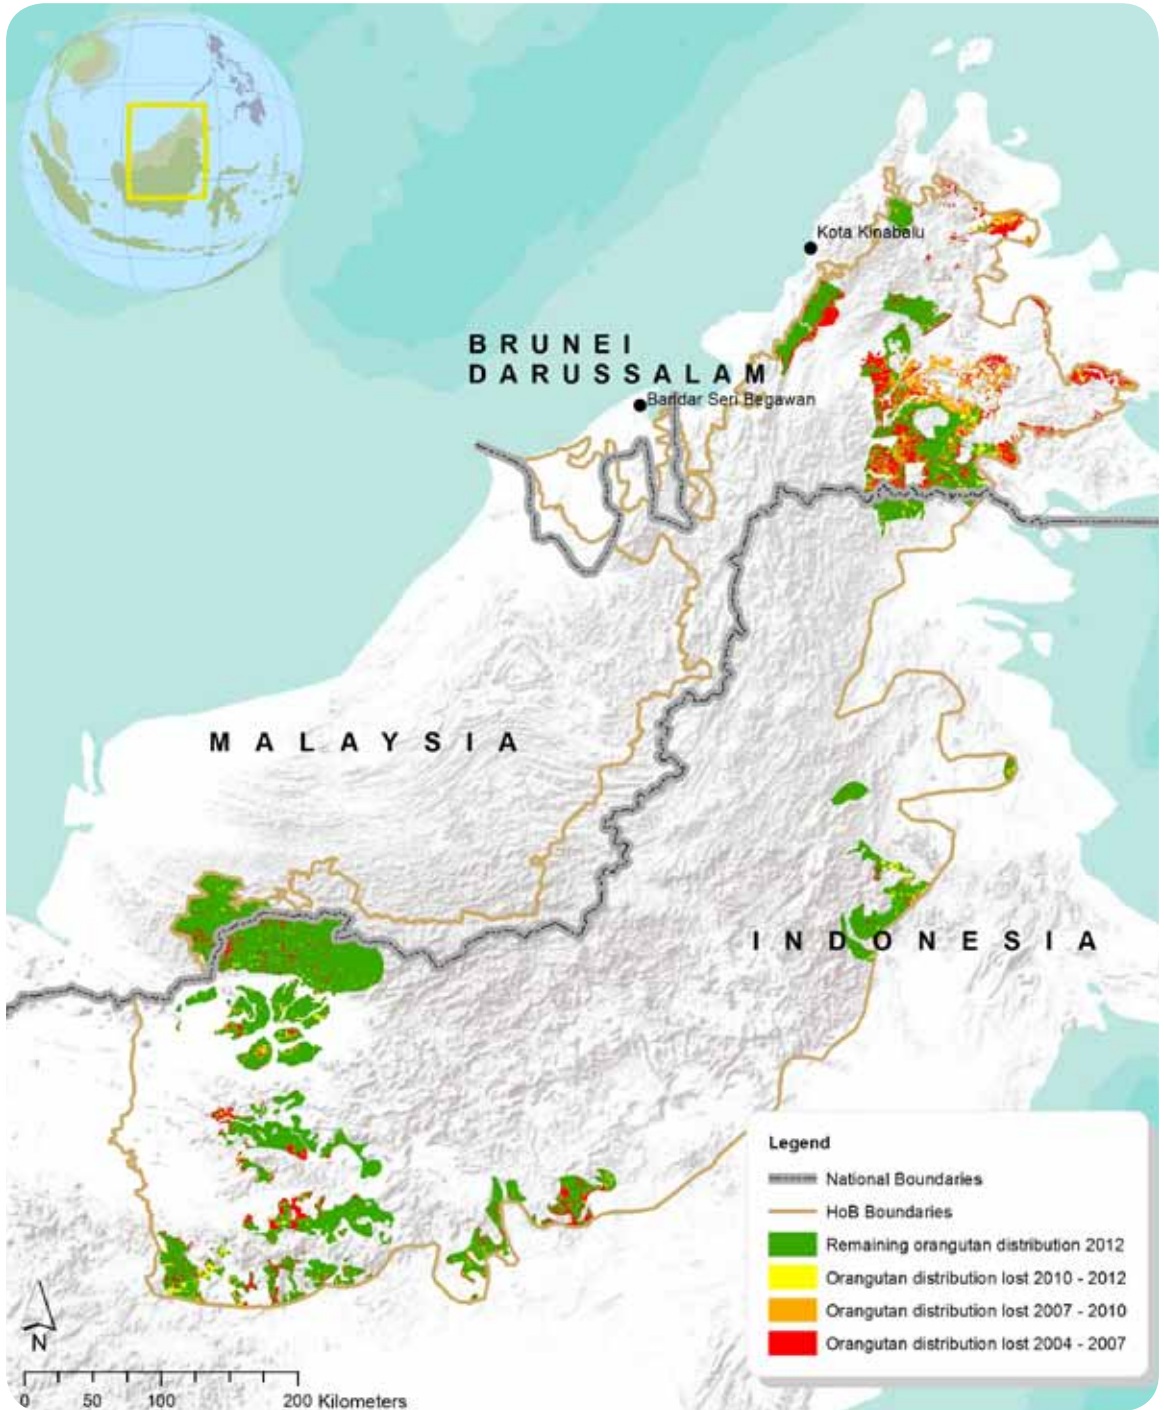 Kota Kinabalu
BRUNEI
DARUSSALAM
Bandar Seri Begawan
MALAYSIA
INDONESIA
Legend
National Boundaries
HoB Boundaries
Remaining orangutan distribution 2012
Orangutan distribution lost 2010 - 2012
Orangutan distribution lost 2007 - 2010
Orangutan distribution lost 2004 - 2007
N
0 50 100 200 Kilometers